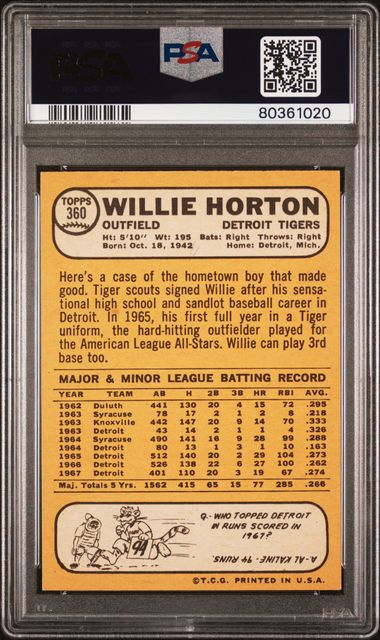 PSA
PSA
80361020
TOPPS
360
WILLIE HORTON
OUTFIELD DETROIT TIGERS
Ht: 5'10" Wt: 195 Bats: Right Throws: Right
Born: Oct. 18, 1942 Home: Detroit, Mich.
Here's a case of the hometown boy that made
good. Tiger scouts signed Willie after his sensa-
tional high school and sandlot baseball career in
Detroit. In 1965, his first full year in a Tiger
uniform, the hard-hitting outfielder played for
the American League All-Stars. Willie can play 3rd
base too.
MAJOR & MINOR LEAGUE BATTING RECORD
YEAR TEAM AB H 2B 3B HR RBI AVG.
1962 Duluth 441 130 20 4 15 72 .295
1963 Syracuse 78 17 2 1 2 8 .218
1963 Knoxville 442 147 20 9 14 70 .333
1963 Detroit 43 14 2 1 1 4 .326
1964 Syracuse 490 141 16 9 28 99 .288
1964 Detroit 80 13 1 3 1 10 .163
1965 Detroit 512 140 20 2 29 104 .273
1966 Detroit 526 138 22 6 27 100 .262
1967 Detroit 401 110 20 3 19 67 .274
Maj. Totals 5 Yrs. 1562 415 65 15 77 285 .266
Q.-WHO TOPPED DETROIT
IN RUNS SCORED IN
1967?
A-AL KALINE- 94 RUNS.
94
©T.C.G. PRINTED IN U.S.A.